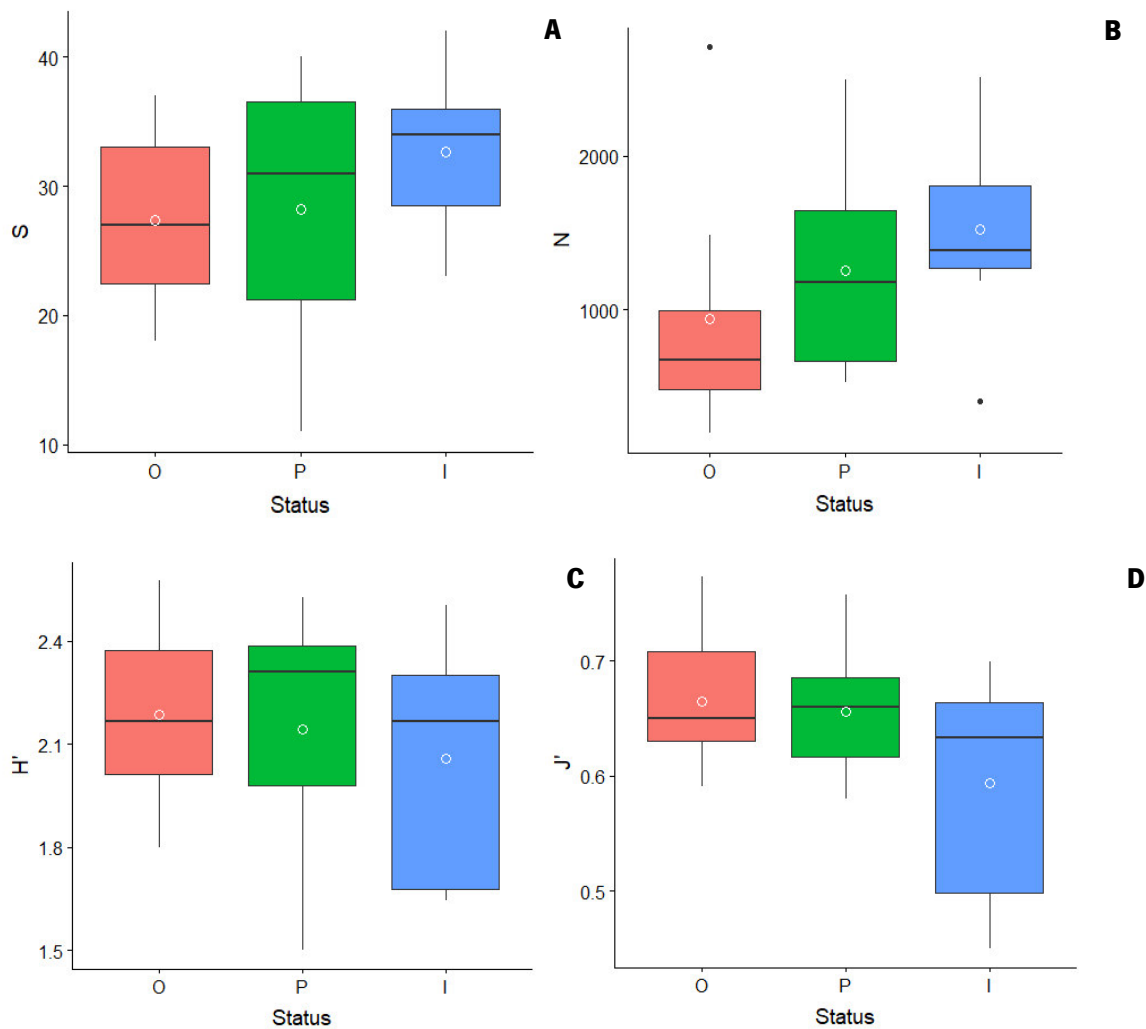 A
S
40
30
20
10
O P I
Status
B
N
2000
1000
O P I
Status
C
H'
2.4
2.1
1.8
1.5
O P I
Status
D
J'
0.7
0.6
0.5
O P I
Status